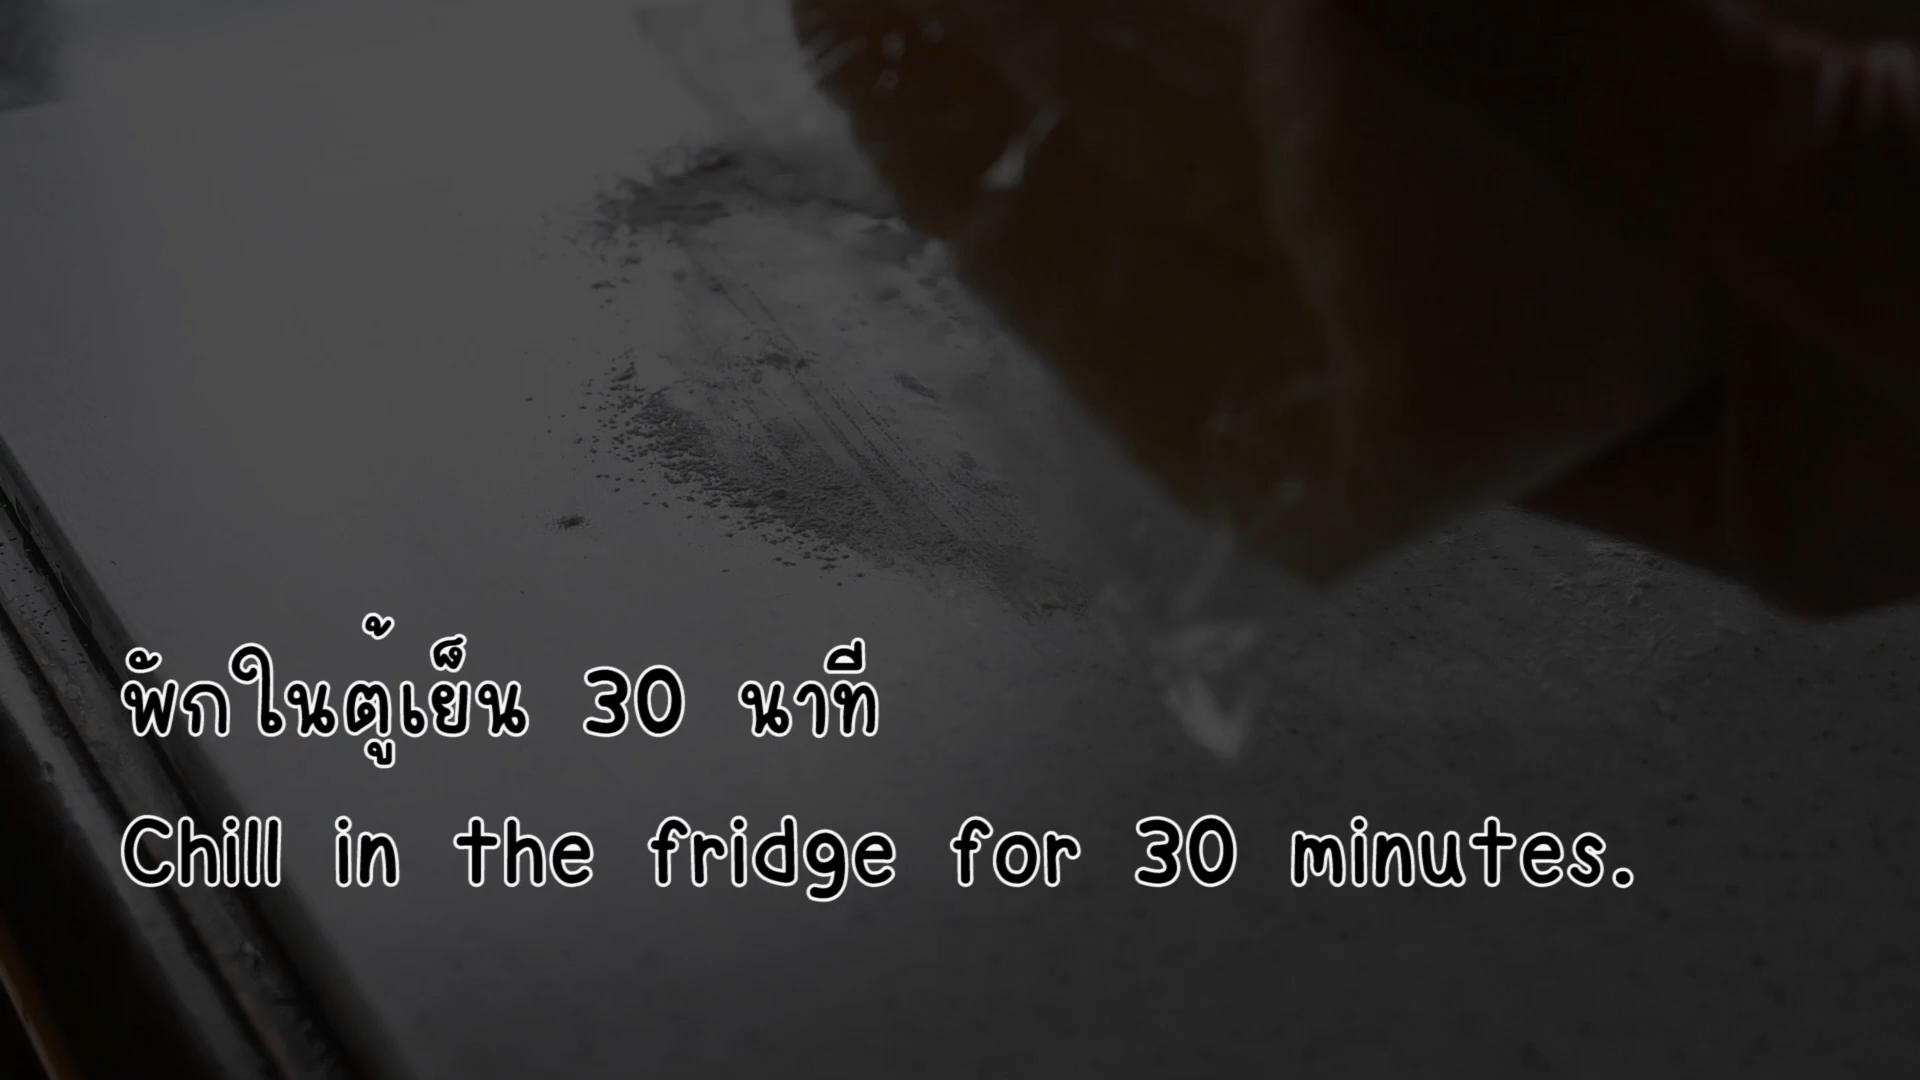 พักในตู้เย็น 30 นาที
Chill in the fridge for 30 minutes.